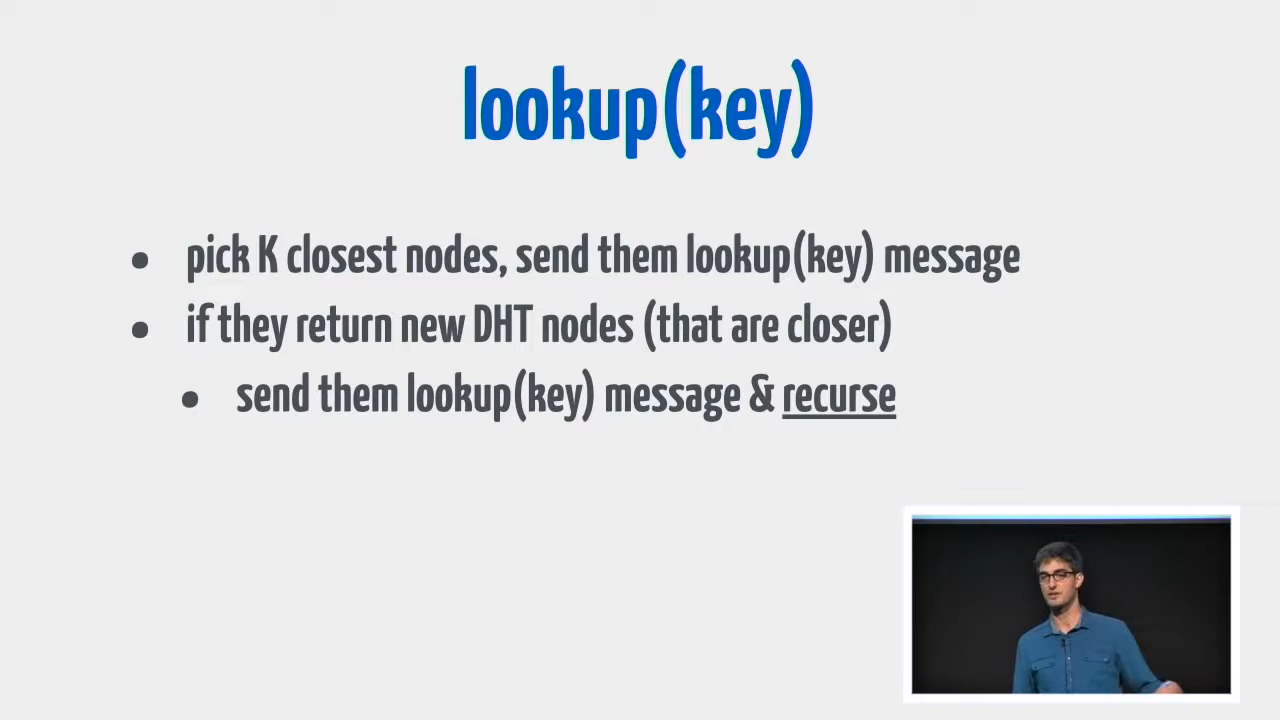 lookup(key)
pick K closest nodes, send them lookup(key) message
if they return new DHT nodes (that are closer)
send them lookup(key) message & recurse